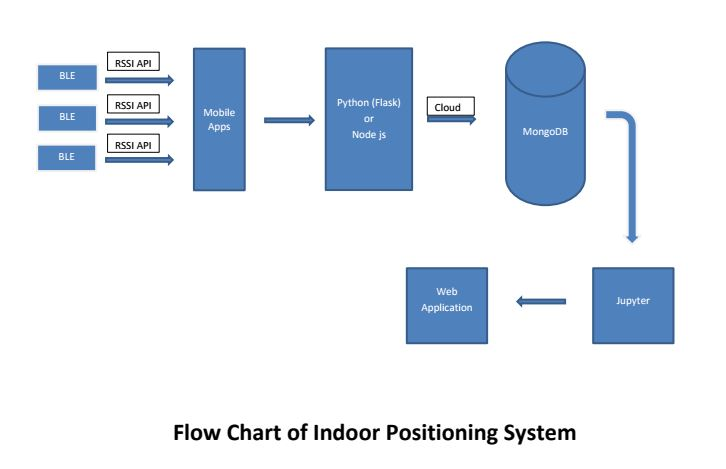 RSSI API
BLE
RSSI API
BLE
RSSI API
BLE
Mobile
Apps
Python (Flask)
or
Node js
Cloud
MongoDB
Web
Application
Jupyter
Flow Chart of Indoor Positioning System